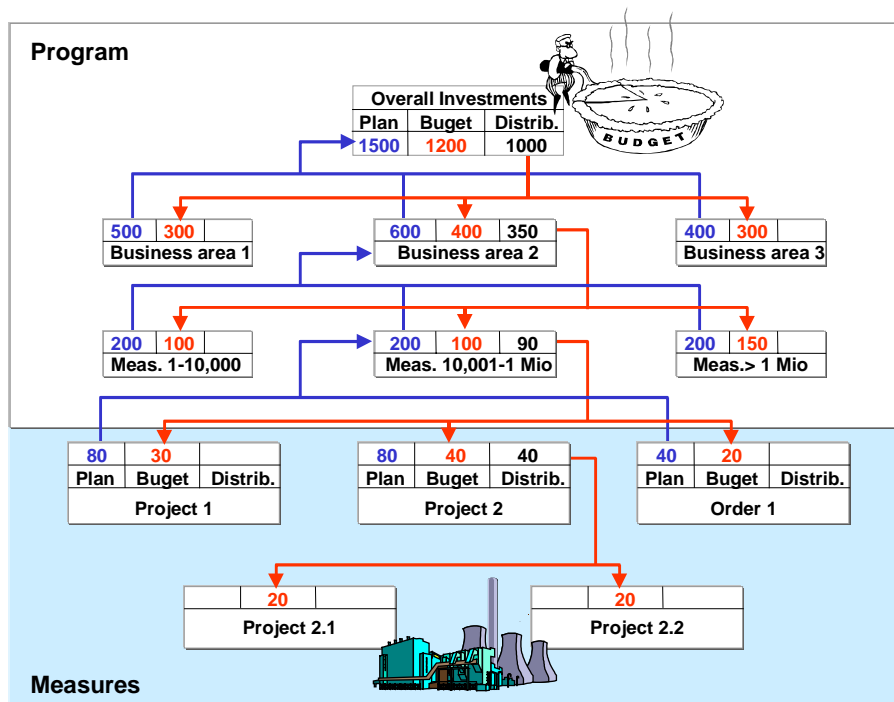 Program
Overall Investments
Plan Buget Distrib.
1500 1200 1000
BUDGET
500 300
Business area 1
600 400 350
Business area 2
400 300
Business area 3
200 100
Meas. 1-10,000
200 100 90
Meas. 10,001-1 Mio
200 150
Meas.> 1 Mio
80 30
Plan Buget Distrib.
Project 1
80 40 40
Plan Buget Distrib.
Project 2
40 20
Plan Buget Distrib.
Order 1
20
Project 2.1
20
Project 2.2
Measures